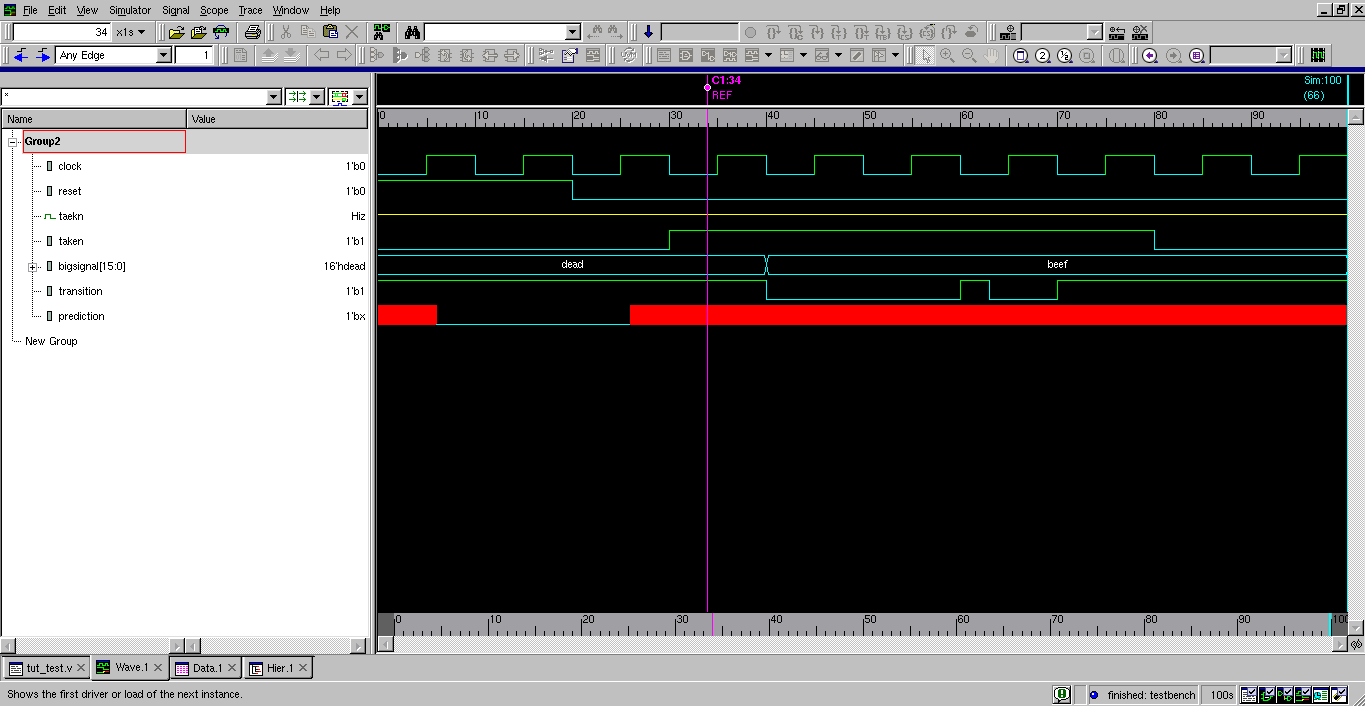 File Edit View Simulator Signal Scope Trace Window Help
34 x1s
Any Edge 1
2
*
C1:34
REF
Sim:100
(66)
Name Value
0 10 20 30 40 50 60 70 80 90
Group2
clock 1'b0
reset 1'b0
taekn Hiz
taken 1'b1
bigsignal[15:0] 16'hdead
dead beef
transition 1'b1
prediction 1'bx
New Group
0 10 20 30 40 50 60 70 80 90 100
tut_test.v Wave.1 Data.1 Hier.1
Shows the first driver or load of the next instance.
finished: testbench 100s